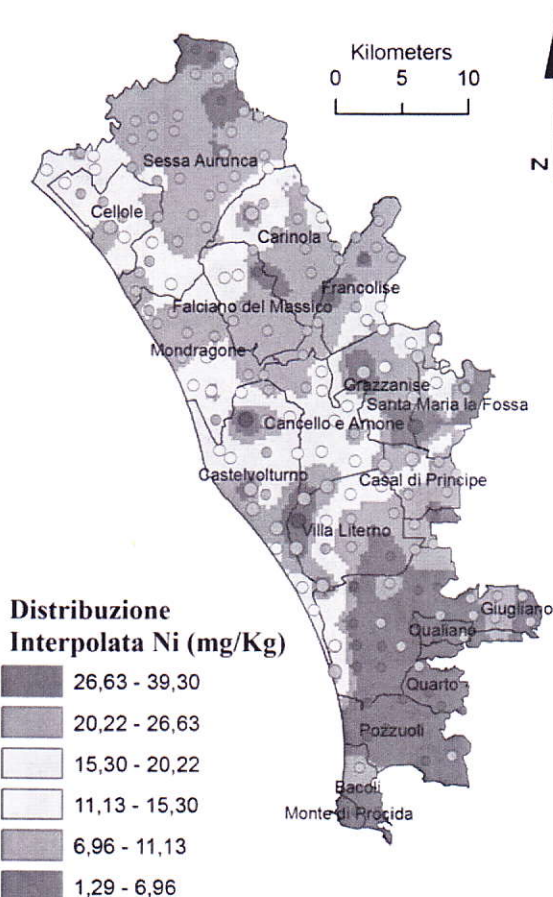 Kilometers
0 5 10
Z
Sessa Aurunca
Cellole
Carinola
Francolise
Falciano del Massico
Mondragone
Grazzanise
Santa Maria la Fossa
Cancello e Arnone
Castelvolturno
Casal di Principe
Villa Literno
Giugliano
Qualiano
Quarto
Pozzuoli
Bacoli
Monte di Procida
Distribuzione
Interpolata Ni (mg/Kg)
26,63 - 39,30
20,22 - 26,63
15,30 - 20,22
11,13 - 15,30
6,96 - 11,13
1,29 - 6,96